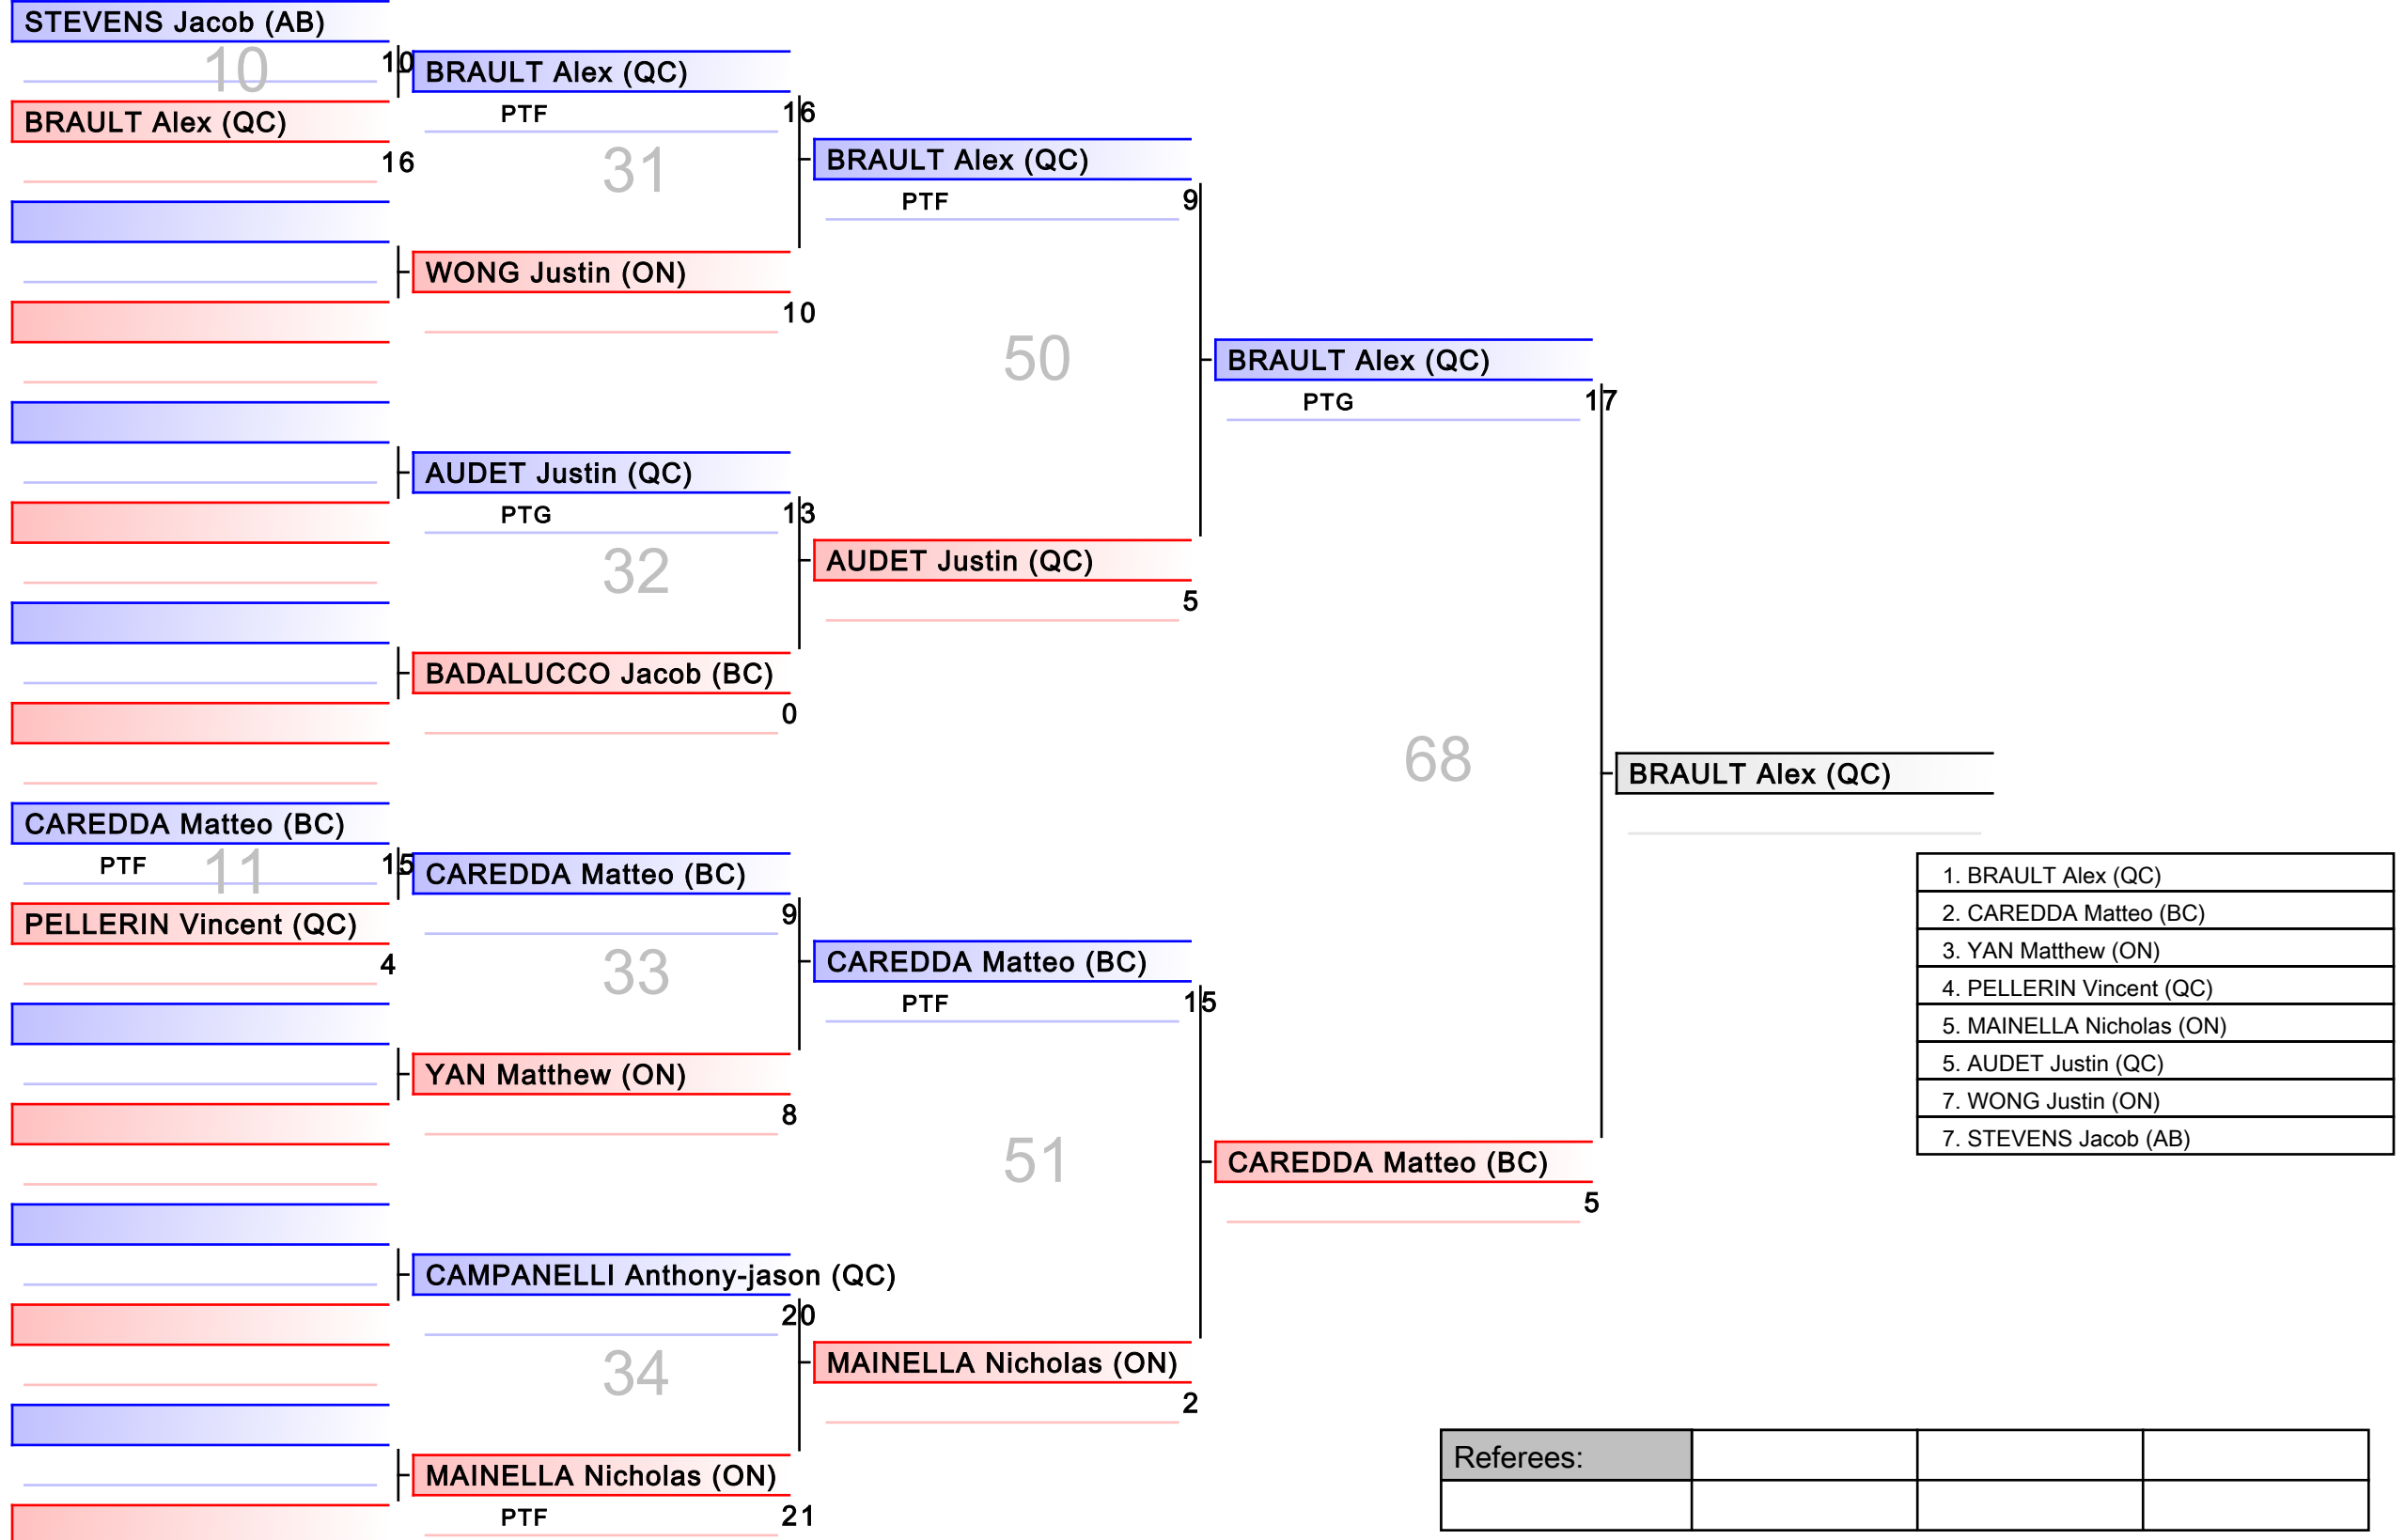 STEVENS Jacob (AB)
10
10
BRAULT Alex (QC)
16
BRAULT Alex (QC)
PTF
16
31
WONG Justin (ON)
10
AUDET Justin (QC)
PTG
13
32
BADALUCCO Jacob (BC)
0
CAREDDA Matteo (BC)
PTF
11
15
PELLERIN Vincent (QC)
4
CAREDDA Matteo (BC)
9
33
YAN Matthew (ON)
8
CAMPANELLI Anthony-jason (QC)
20
34
MAINELLA Nicholas (ON)
PTF
21
BRAULT Alex (QC)
PTF
9
50
AUDET Justin (QC)
5
CAREDDA Matteo (BC)
PTF
15
51
MAINELLA Nicholas (ON)
2
BRAULT Alex (QC)
PTG
17
68
CAREDDA Matteo (BC)
5
BRAULT Alex (QC)
1. BRAULT Alex (QC)
2. CAREDDA Matteo (BC)
3. YAN Matthew (ON)
4. PELLERIN Vincent (QC)
5. MAINELLA Nicholas (ON)
5. AUDET Justin (QC)
7. WONG Justin (ON)
7. STEVENS Jacob (AB)
Referees: